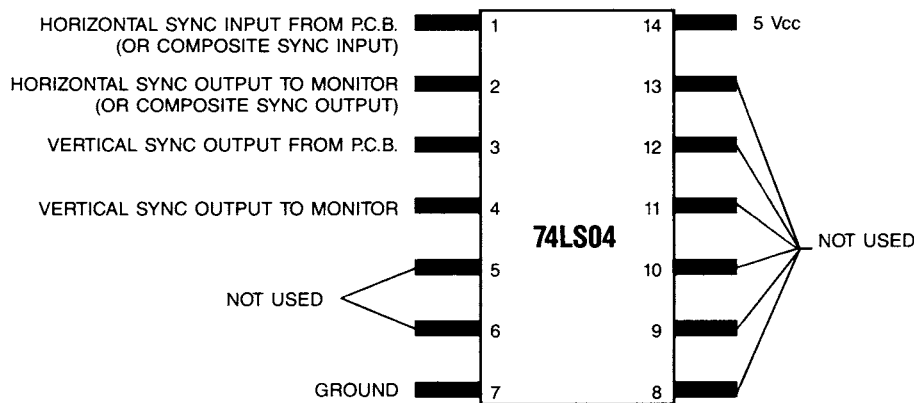 HORIZONTAL SYNC INPUT FROM P.C.B.
(OR COMPOSITE SYNC INPUT)
HORIZONTAL SYNC OUTPUT TO MONITOR
(OR COMPOSITE SYNC OUTPUT)
VERTICAL SYNC OUTPUT FROM P.C.B.
VERTICAL SYNC OUTPUT TO MONITOR
NOT USED
GROUND
1
2
3
4
5
6
7
74LS04
14
13
12
11
10
9
8
5 Vcc
NOT USED